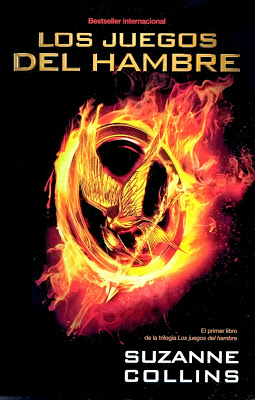 Bestseller internacional
LOS JUEGOS
DEL HAMBRE
El primer libro
de la trilogía Los juegos del hambre
SUZANNE
COLLINS